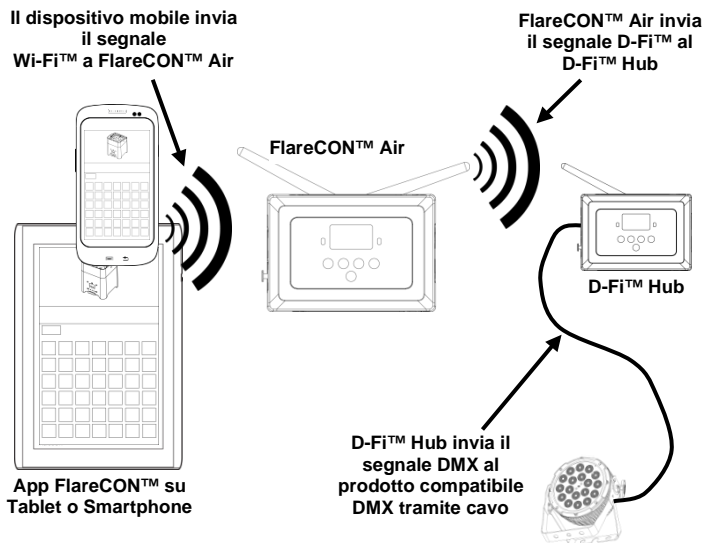 Il dispositivo mobile invia
il segnale
Wi-Fi™ a FlareCON™ Air
FlareCON™ Air invia
il segnale D-Fi™ al
D-Fi™ Hub
FlareCON™ Air
D-Fi™ Hub
D-Fi™ Hub invia il
segnale DMX al
prodotto compatibile
DMX tramite cavo
App FlareCON™ su
Tablet o Smartphone